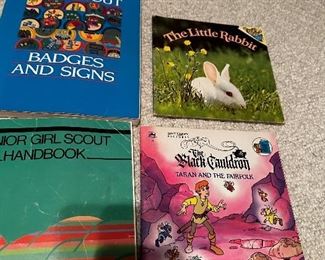 BADGES
AND SIGNS
The Little Rabbit
NIOR GIRL SCOUT
HANDBOOK
The
Black Cauldron
TARAN AND THE FAIRFOLK